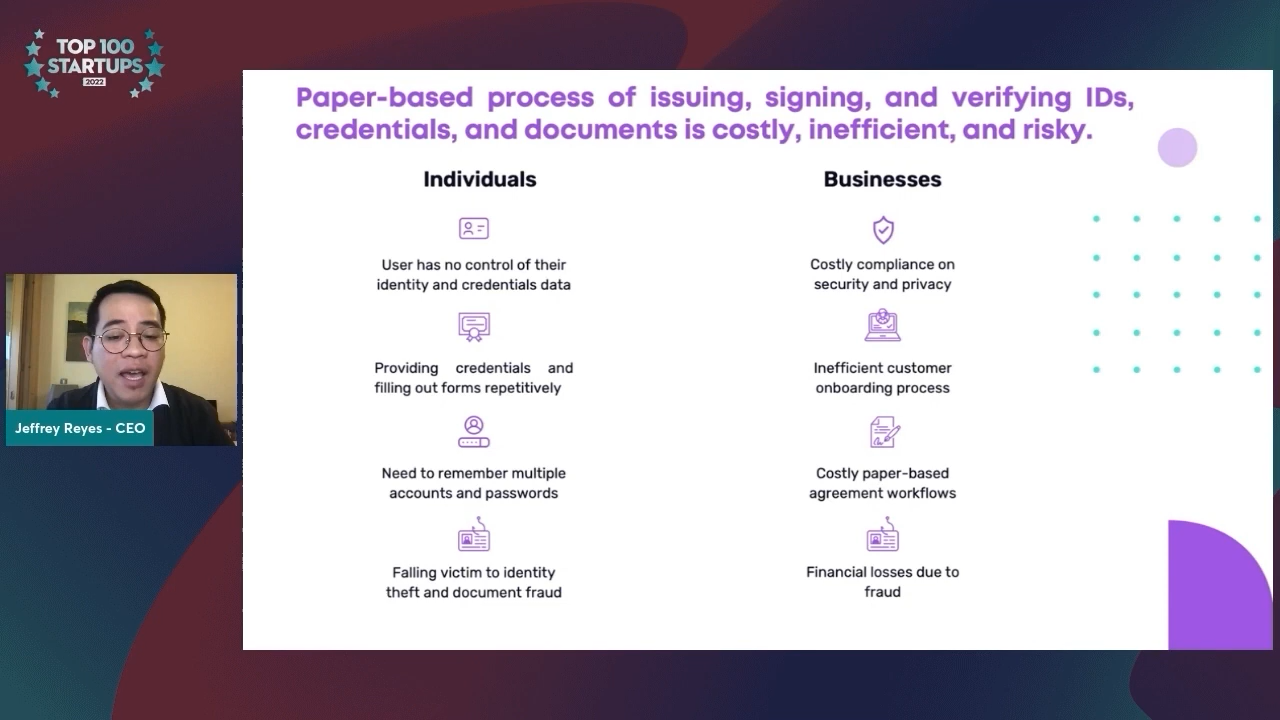 TOP 100
STARTUPS
2022
Paper-based process of issuing, signing, and verifying IDs,
credentials, and documents is costly, inefficient, and risky.
Individuals
User has no control of their
identity and credentials data
Providing credentials and
filling out forms repetitively
Need to remember multiple
accounts and passwords
Falling victim to identity
theft and document fraud
Businesses
Costly compliance on
security and privacy
Inefficient customer
onboarding process
Costly paper-based
agreement workflows
Financial losses due to
fraud
Jeffrey Reyes - CEO